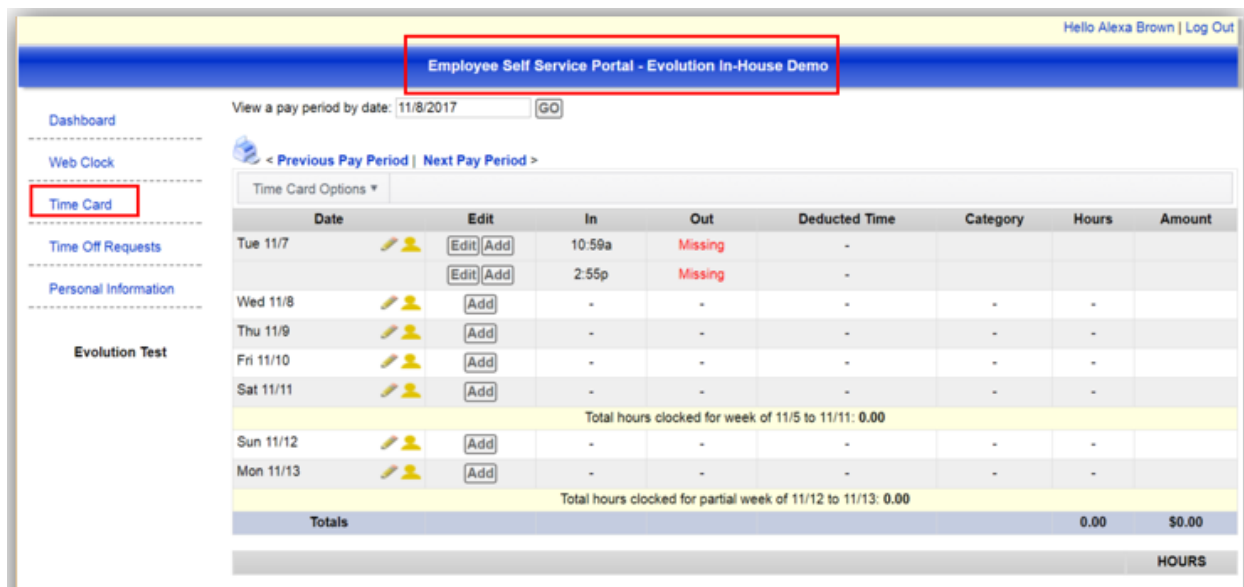 Hello Alexa Brown | Log Out
Employee Self Service Portal - Evolution In-House Demo
Dashboard
Web Clock
Time Card
Time Off Requests
Personal Information
Evolution Test
View a pay period by date: 11/8/2017 GO
< Previous Pay Period | Next Pay Period >
Time Card Options ▼
Date Edit In Out Deducted Time Category Hours Amount
Tue 11/7 Edit Add 10:59a Missing -
Edit Add 2:55p Missing -
Wed 11/8 Add - - - - -
Thu 11/9 Add - - - - -
Fri 11/10 Add - - - - -
Sat 11/11 Add - - - - -
Total hours clocked for week of 11/5 to 11/11: 0.00
Sun 11/12 Add - - - - -
Mon 11/13 Add - - - - -
Total hours clocked for partial week of 11/12 to 11/13: 0.00
Totals 0.00 $0.00
HOURS